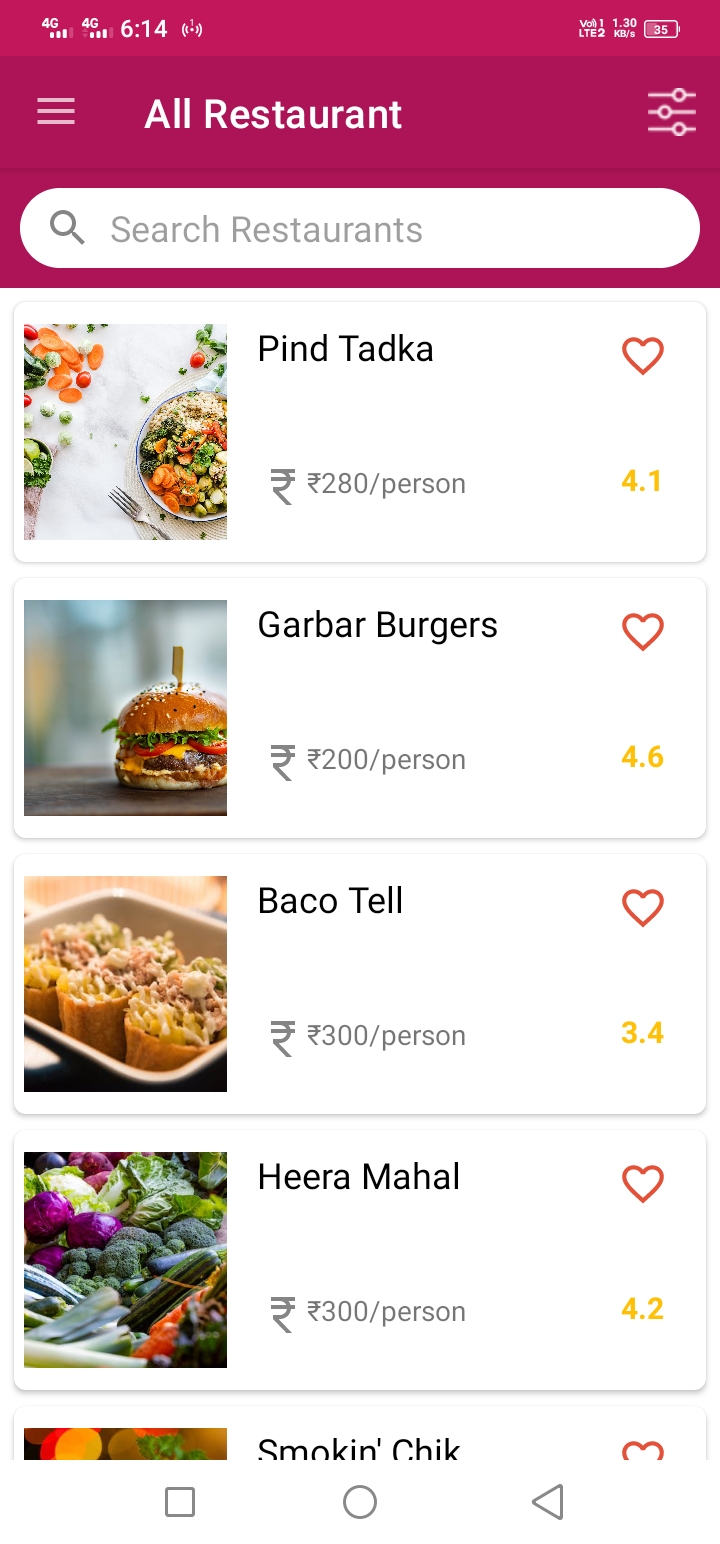 4G 4G 6:14 Vo) 1 LTE2 1.30 KB/s 35
All Restaurant
Search Restaurants
Pind Tadka
₹ ₹280/person 4.1
Garbar Burgers
₹ ₹200/person 4.6
Baco Tell
₹ ₹300/person 3.4
Heera Mahal
₹ ₹300/person 4.2
Smokin' Chik